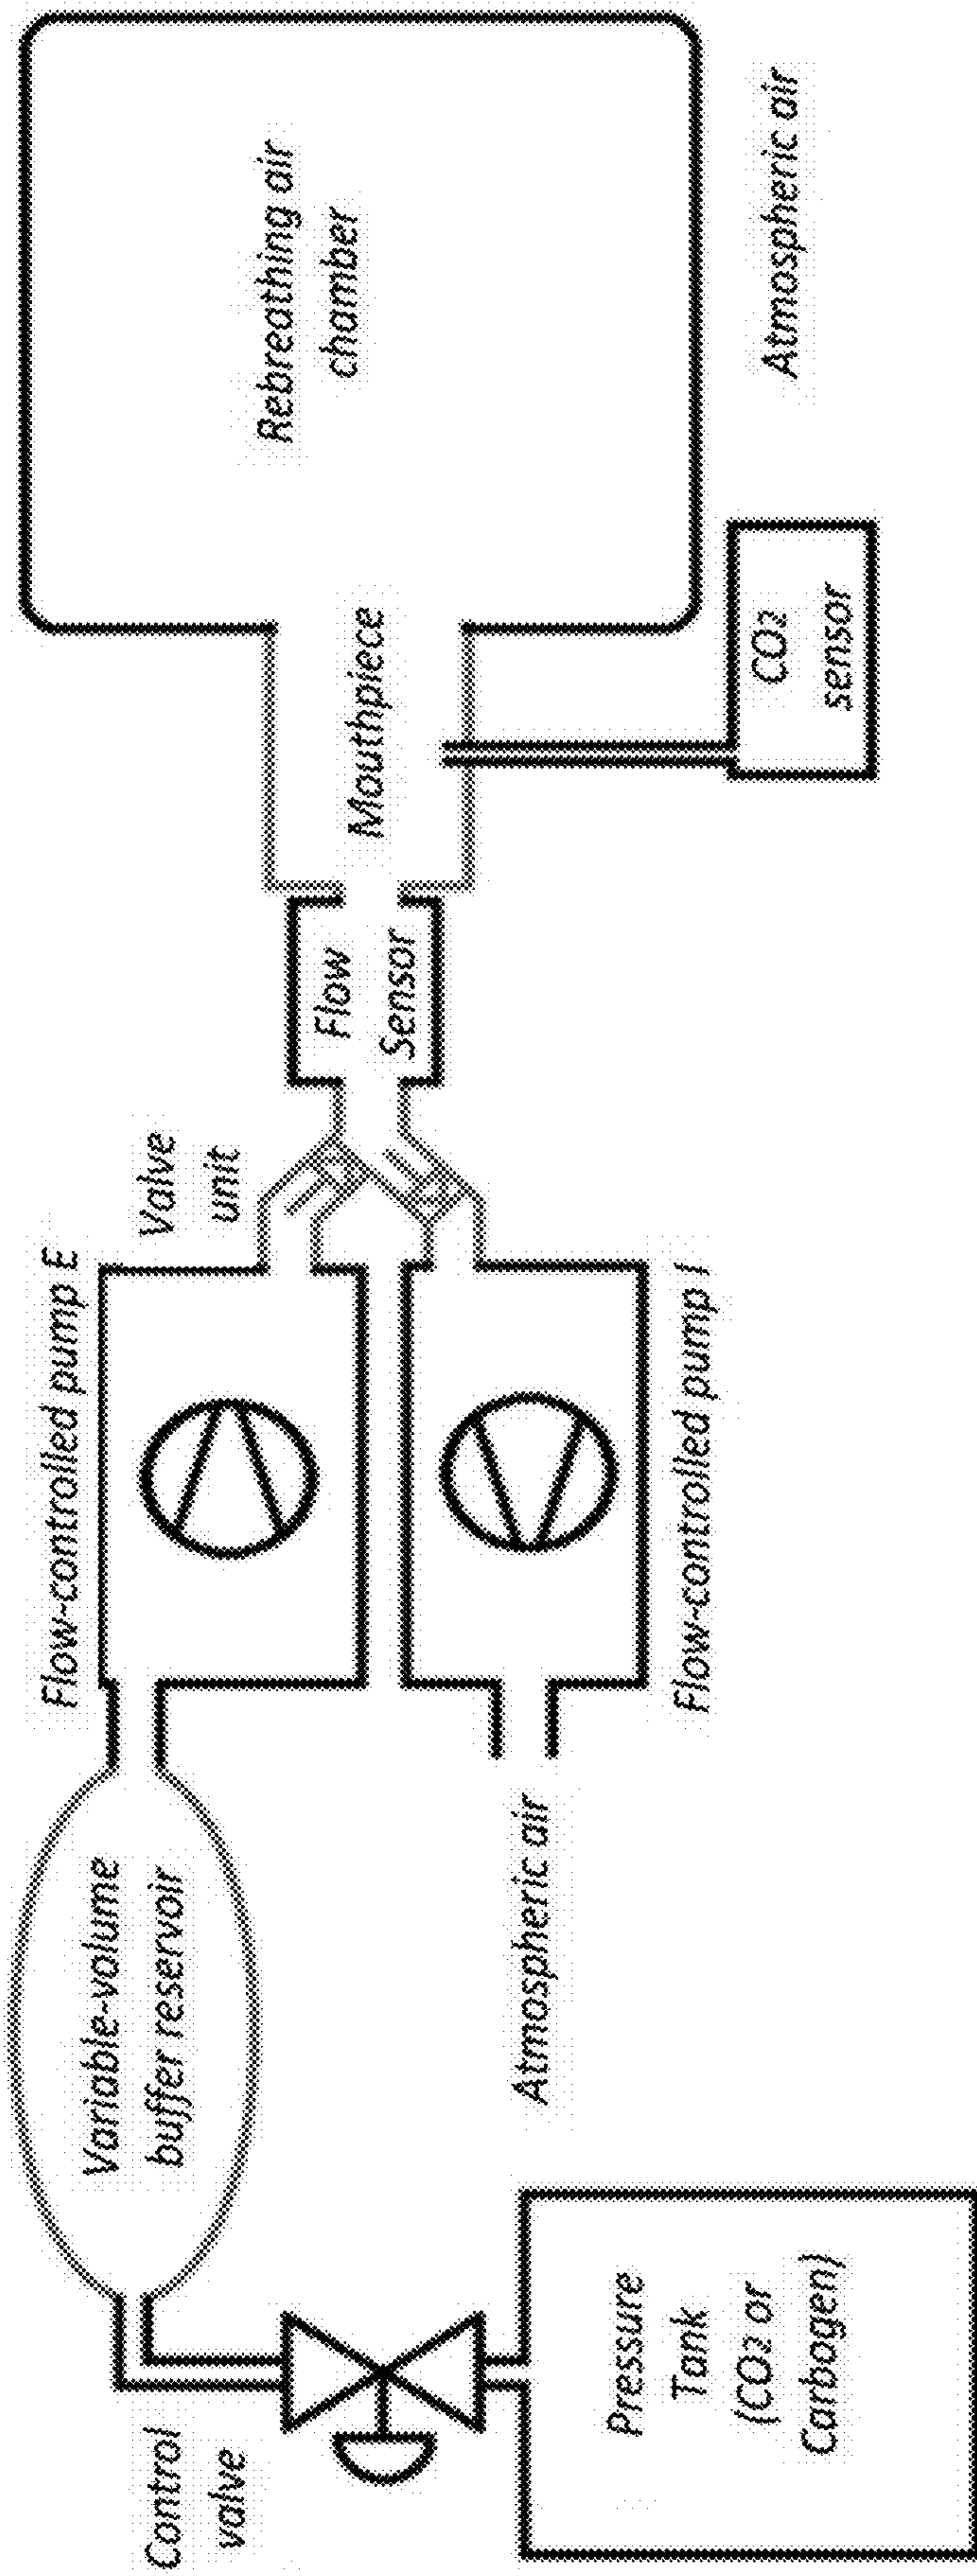 Control
valve
Pressure
Tank
(CO2 or
Carbogen)
Variable-volume
buffer reservoir
Atmospheric air
Flow-controlled pump E
Flow-controlled pump I
Valve
unit
Flow
Sensor
Mouthpiece
CO2
sensor
Rebreathing air
chamber
Atmospheric air